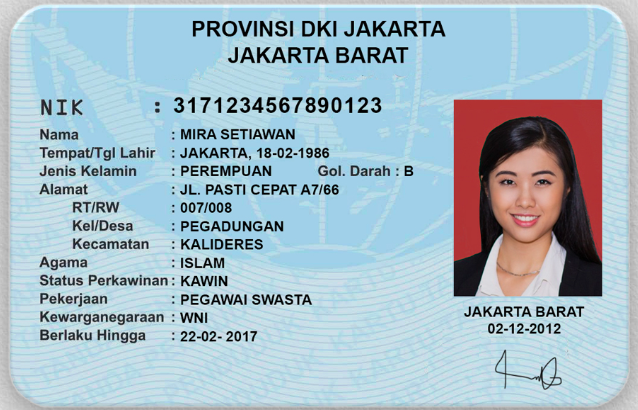 PROVINSI DKI JAKARTA
JAKARTA BARAT
NIK : 3171234567890123
Nama : MIRA SETIAWAN
Tempat/Tgl Lahir : JAKARTA, 18-02-1986
Jenis Kelamin : PEREMPUAN Gol. Darah : B
Alamat : JL. PASTI CEPAT A7/66
RT/RW : 007/008
Kel/Desa : PEGADUNGAN
Kecamatan : KALIDERES
Agama : ISLAM
Status Perkawinan : KAWIN
Pekerjaan : PEGAWAI SWASTA
Kewarganegaraan : WNI
Berlaku Hingga : 22-02- 2017
JAKARTA BARAT
02-12-2012